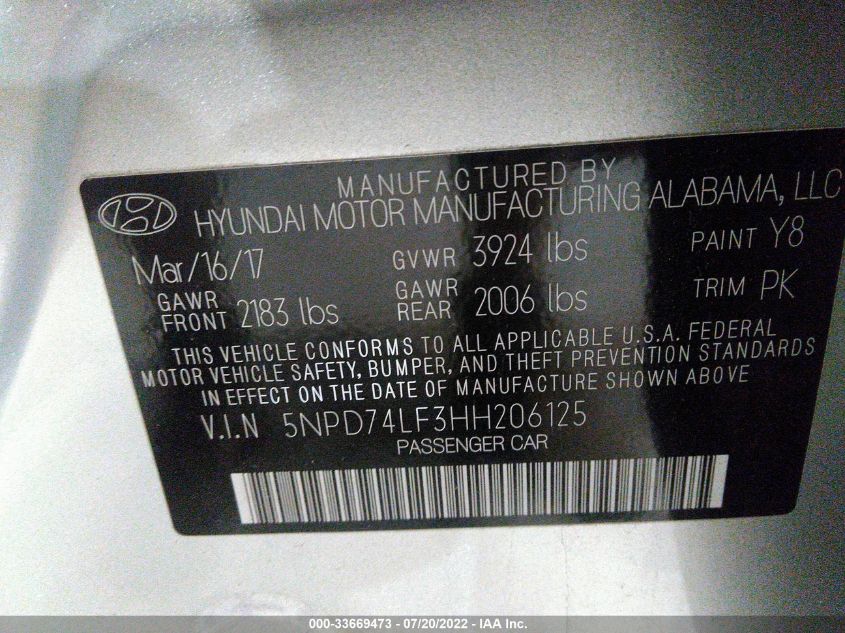 MANUFACTURED BY
HYUNDAI MOTOR MANUFACTURING ALABAMA, LLC
Mar/16/17 GVWR 3924 lbs PAINT Y8
GAWR FRONT 2183 lbs GAWR REAR 2006 lbs TRIM PK
THIS VEHICLE CONFORMS TO ALL APPLICABLE U.S.A. FEDERAL
MOTOR VEHICLE SAFETY, BUMPER, AND THEFT PREVENTION STANDARDS
IN EFFECT ON THE DATE OF MANUFACTURE SHOWN ABOVE
V.I.N 5NPD74LF3HH206125
PASSENGER CAR
000-33669473 - 07/20/2022 - IAA Inc.